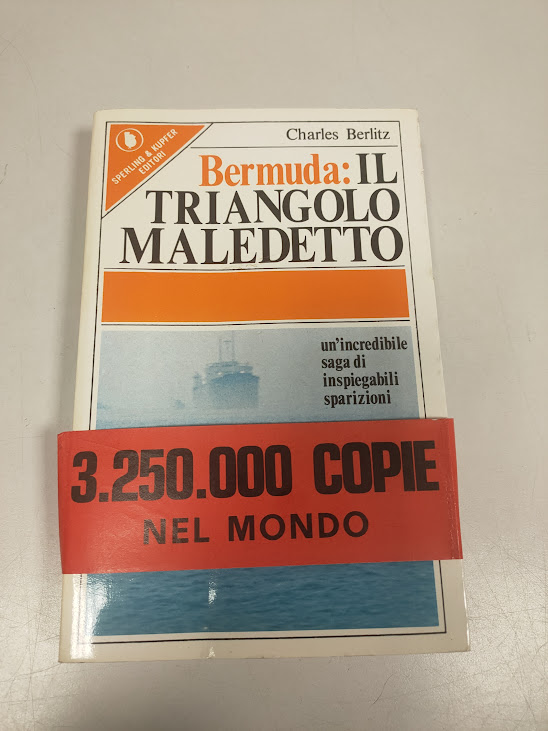 SPERLING & KUPFER
EDITORI
Charles Berlitz
Bermuda: IL
TRIANGOLO
MALEDETTO
un'incredibile
saga di
inspiegabili
sparizioni
3.250.000 COPIE
NEL MONDO